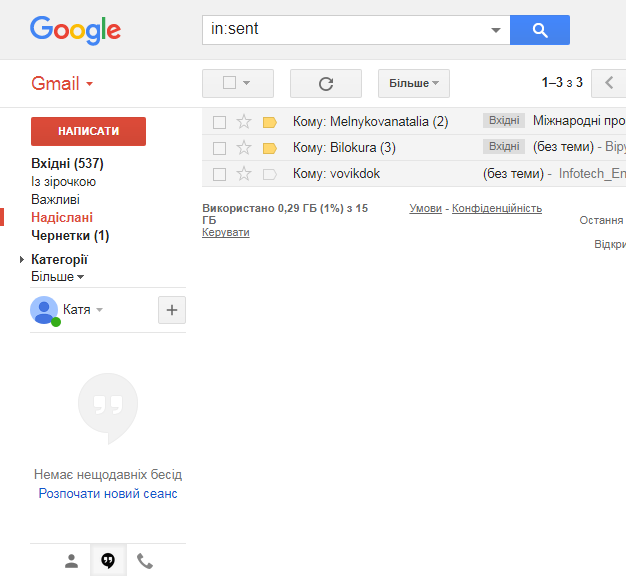 Google
in:sent
Gmail
Більше
1–3 з 3
НАПИСАТИ
Вхідні (537)
Із зірочкою
Важливі
Надіслані
Чернетки (1)
Категорії
Більше
Катя
Кому: Melnykovanatalia (2) Вхідні Міжнародні про
Кому: Bilokura (3) Вхідні (без теми) - Віру
Кому: vovikdok (без теми) - Infotech_En
Використано 0,29 ГБ (1%) з 15
ГБ
Керувати
Умови - Конфіденційність
Остання
Відкри
Немає нещодавніх бесід
Розпочати новий сеанс